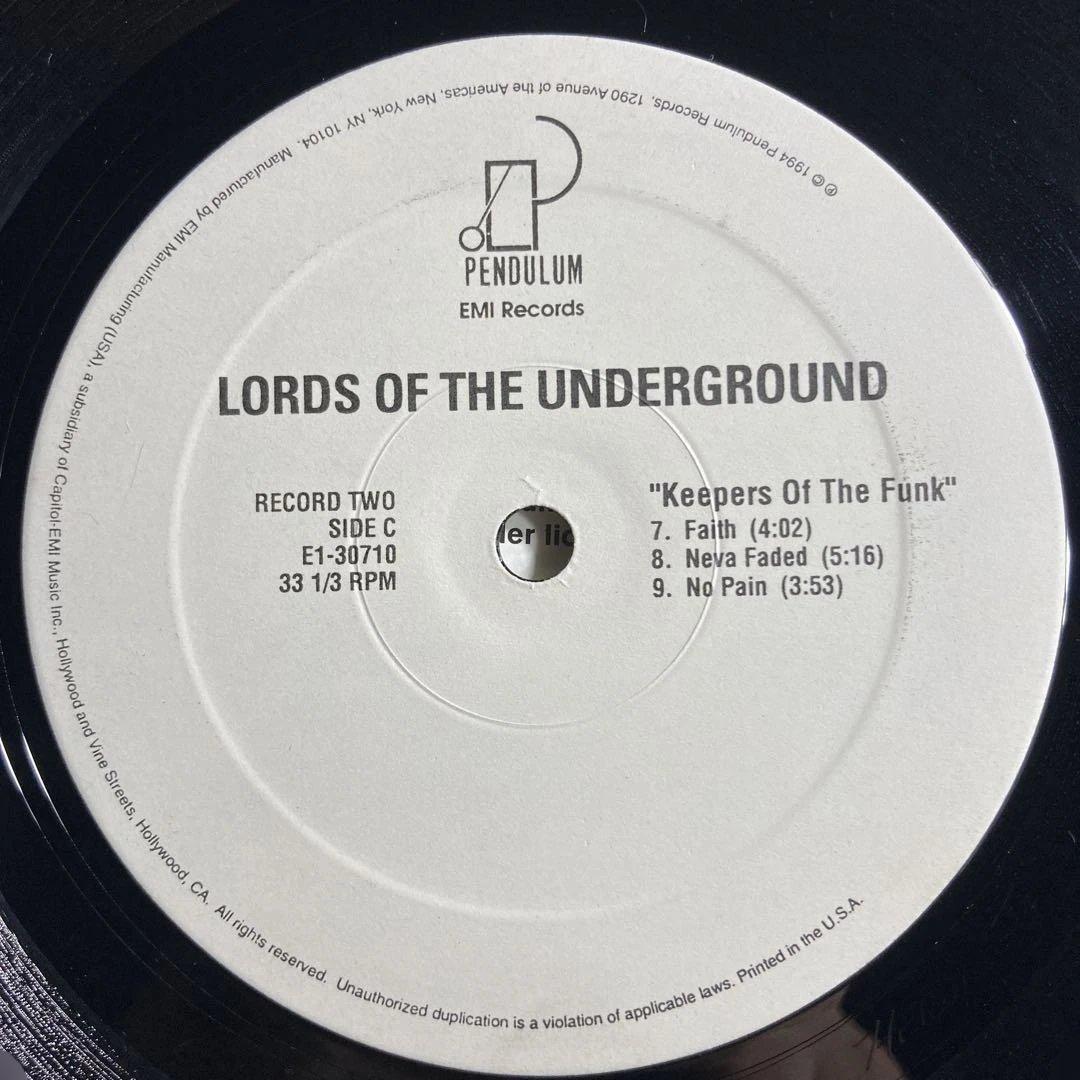 PENDULUM
EMI Records
LORDS OF THE UNDERGROUND
RECORD TWO
SIDE C
E1-30710
33 1/3 RPM
"Keepers Of The Funk"
7. Faith (4:02)
8. Neva Faded (5:16)
9. No Pain (3:53)
℗© 1994 Pendulum Records, 1290 Avenue of the Americas, New York, NY 10104. Manufactured by EMI Manufacturing (USA), a subsidiary of Capitol-EMI Music Inc., Hollywood and Vine Streets, Hollywood, CA. All rights reserved. Unauthorized duplication is a violation of applicable laws. Printed in the U.S.A.